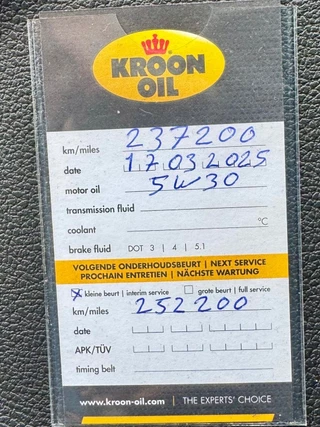 KROON
OIL
km/miles 237200
date 17.03.2025
motor oil 5W30
transmission fluid
coolant °C
brake fluid DOT 3 | 4 | 5.1
VOLGENDE ONDERHOUDSBEURT | NEXT SERVICE
PROCHAIN ENTRETIEN | NÄCHSTE WARTUNG
X kleine beurt | interim service grote beurt | full service
km/miles 252200
date
APK/TÜV
timing belt
www.kroon-oil.com | THE EXPERTS' CHOICE